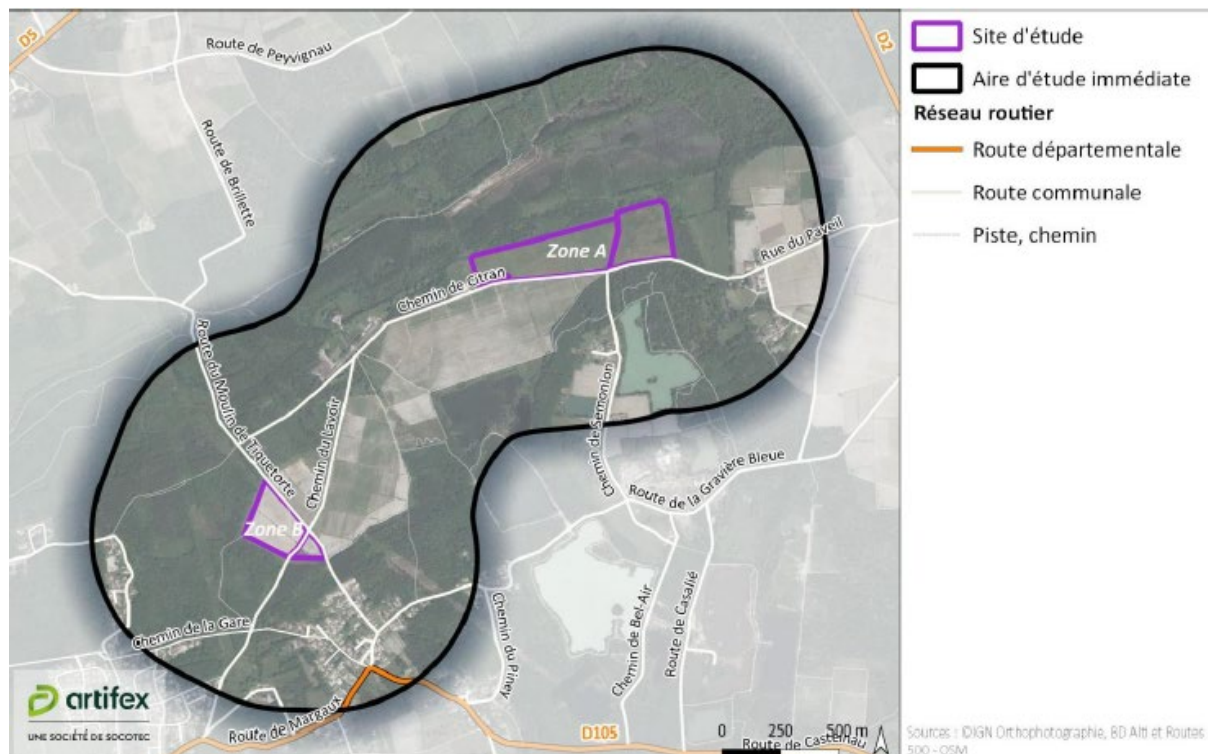 D5
Route de Peyvignau
D2
Route de Brillette
Zone A
Rue du Paveil
Chemin de Citran
Route du Moulin de Tiquetorte
Chemin du Lavoir
Chemin de Semonlon
Route de la Gravière Bleue
Zone B
Chemin de la Gare
Chemin du Piney
Chemin de Bel-Air
Route de Casalié
Route de Margaux
D105
Route de Castelnau
0 250 500 m
artifex
UNE SOCIÉTÉ DE SOCOTEC
Site d'étude
Aire d'étude immédiate
Réseau routier
Route départementale
Route communale
Piste, chemin
Sources : ©IGN Orthophotographie, BD Alti et Routes
500 - OSM